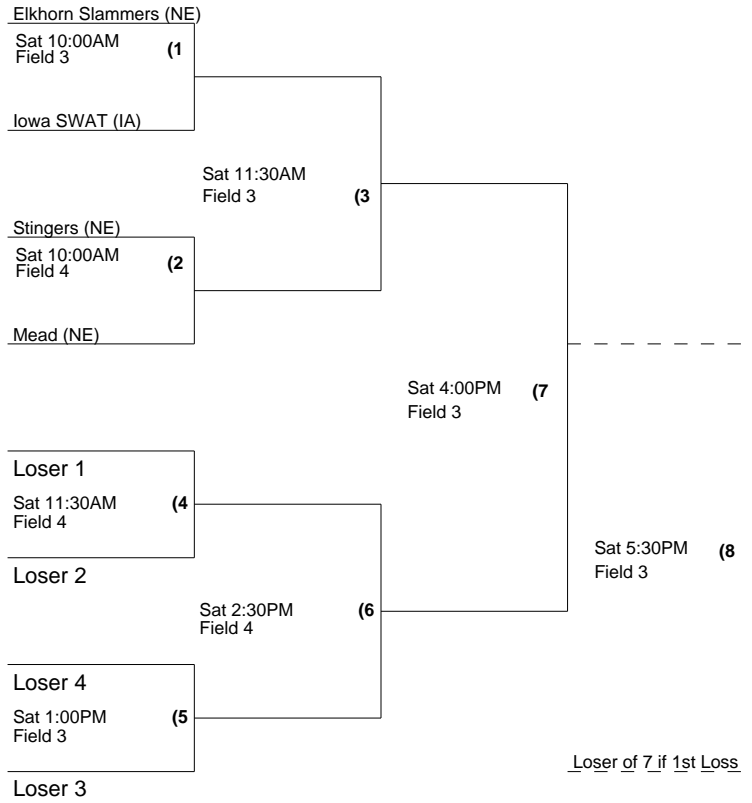 Elkhorn Slammers (NE)
Sat 10:00AM
Field 3
(1
Iowa SWAT (IA)
Sat 11:30AM
Field 3
(3
Stingers (NE)
Sat 10:00AM
Field 4
(2
Mead (NE)
Sat 4:00PM
Field 3
(7
Loser 1
Sat 11:30AM
Field 4
(4
Loser 2
Sat 5:30PM
Field 3
(8
Sat 2:30PM
Field 4
(6
Loser 4
Sat 1:00PM
Field 3
(5
Loser 3
Loser of 7 if 1st Loss